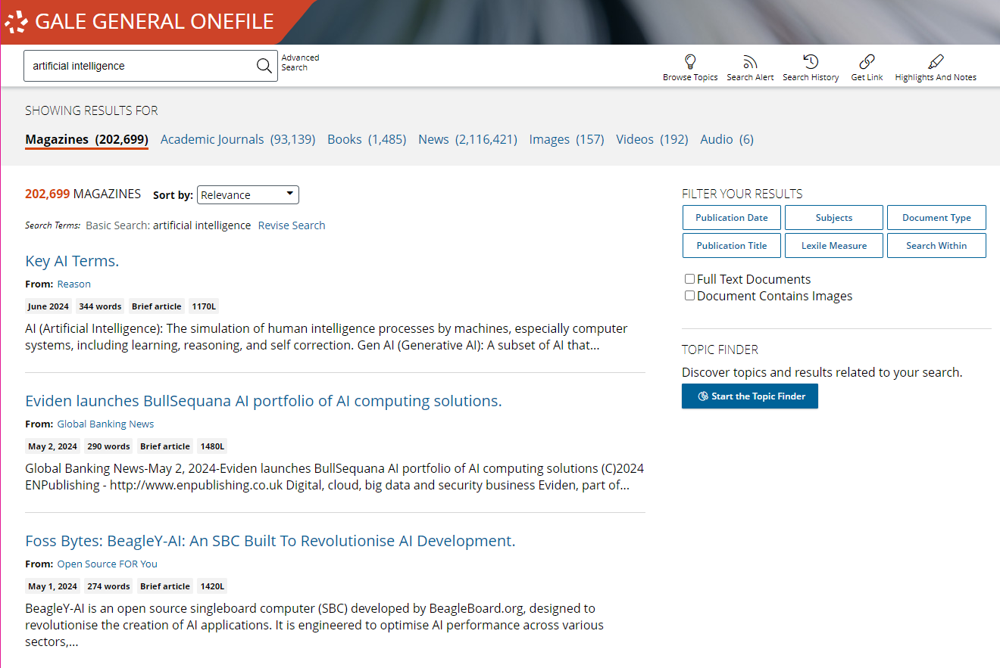 GALE GENERAL ONEFILE
artificial intelligence
Advanced
Search
Browse Topics Search Alert Search History Get Link Highlights And Notes
SHOWING RESULTS FOR
Magazines (202,699) Academic Journals (93,139) Books (1,485) News (2,116,421) Images (157) Videos (192) Audio (6)
202,699 MAGAZINES Sort by: Relevance
Search Terms: Basic Search: artificial intelligence Revise Search
Key AI Terms.
From: Reason
June 2024 344 words Brief article 1170L
AI (Artificial Intelligence): The simulation of human intelligence processes by machines, especially computer
systems, including learning, reasoning, and self correction. Gen AI (Generative AI): A subset of AI that...
Eviden launches BullSequana AI portfolio of AI computing solutions.
From: Global Banking News
May 2, 2024 290 words Brief article 1480L
Global Banking News-May 2, 2024-Eviden launches BullSequana AI portfolio of AI computing solutions (C)2024
ENPublishing - http://www.enpublishing.co.uk Digital, cloud, big data and security business Eviden, part of...
Foss Bytes: BeagleY-AI: An SBC Built To Revolutionise AI Development.
From: Open Source FOR You
May 1, 2024 274 words Brief article 1420L
BeagleY-AI is an open source singleboard computer (SBC) developed by BeagleBoard.org, designed to
revolutionise the creation of AI applications. It is engineered to optimise AI performance across various
sectors,...
FILTER YOUR RESULTS
Publication Date Subjects Document Type
Publication Title Lexile Measure Search Within
Full Text Documents
Document Contains Images
TOPIC FINDER
Discover topics and results related to your search.
Start the Topic Finder